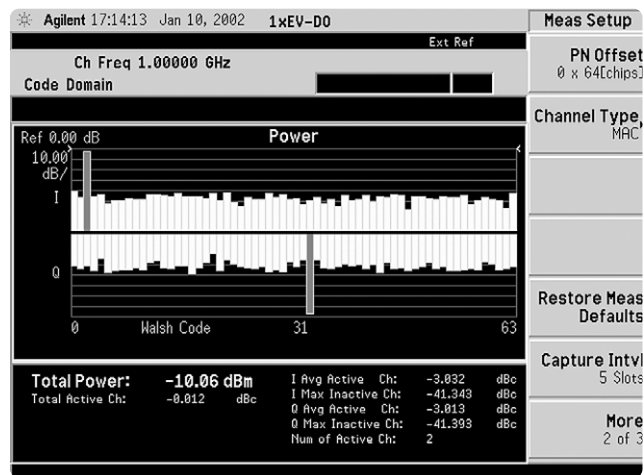 Agilent 17:14:13 Jan 10, 2002 1xEV-DO Meas Setup
Ext Ref
Ch Freq 1.00000 GHz
Code Domain
PN Offset
0 x 64[chips]
Channel Type
MAC
Ref 0.00 dB Power
10.00
dB/
I
Q
0 Walsh Code 31 63
Restore Meas
Defaults
Capture Intvl
5 Slots
More
2 of 3
Total Power: -10.06 dBm
Total Active Ch: -0.012 dBc
I Avg Active Ch: -3.032 dBc
I Max Inactive Ch: -41.343 dBc
Q Avg Active Ch: -3.013 dBc
Q Max Inactive Ch: -41.393 dBc
Num of Active Ch: 2